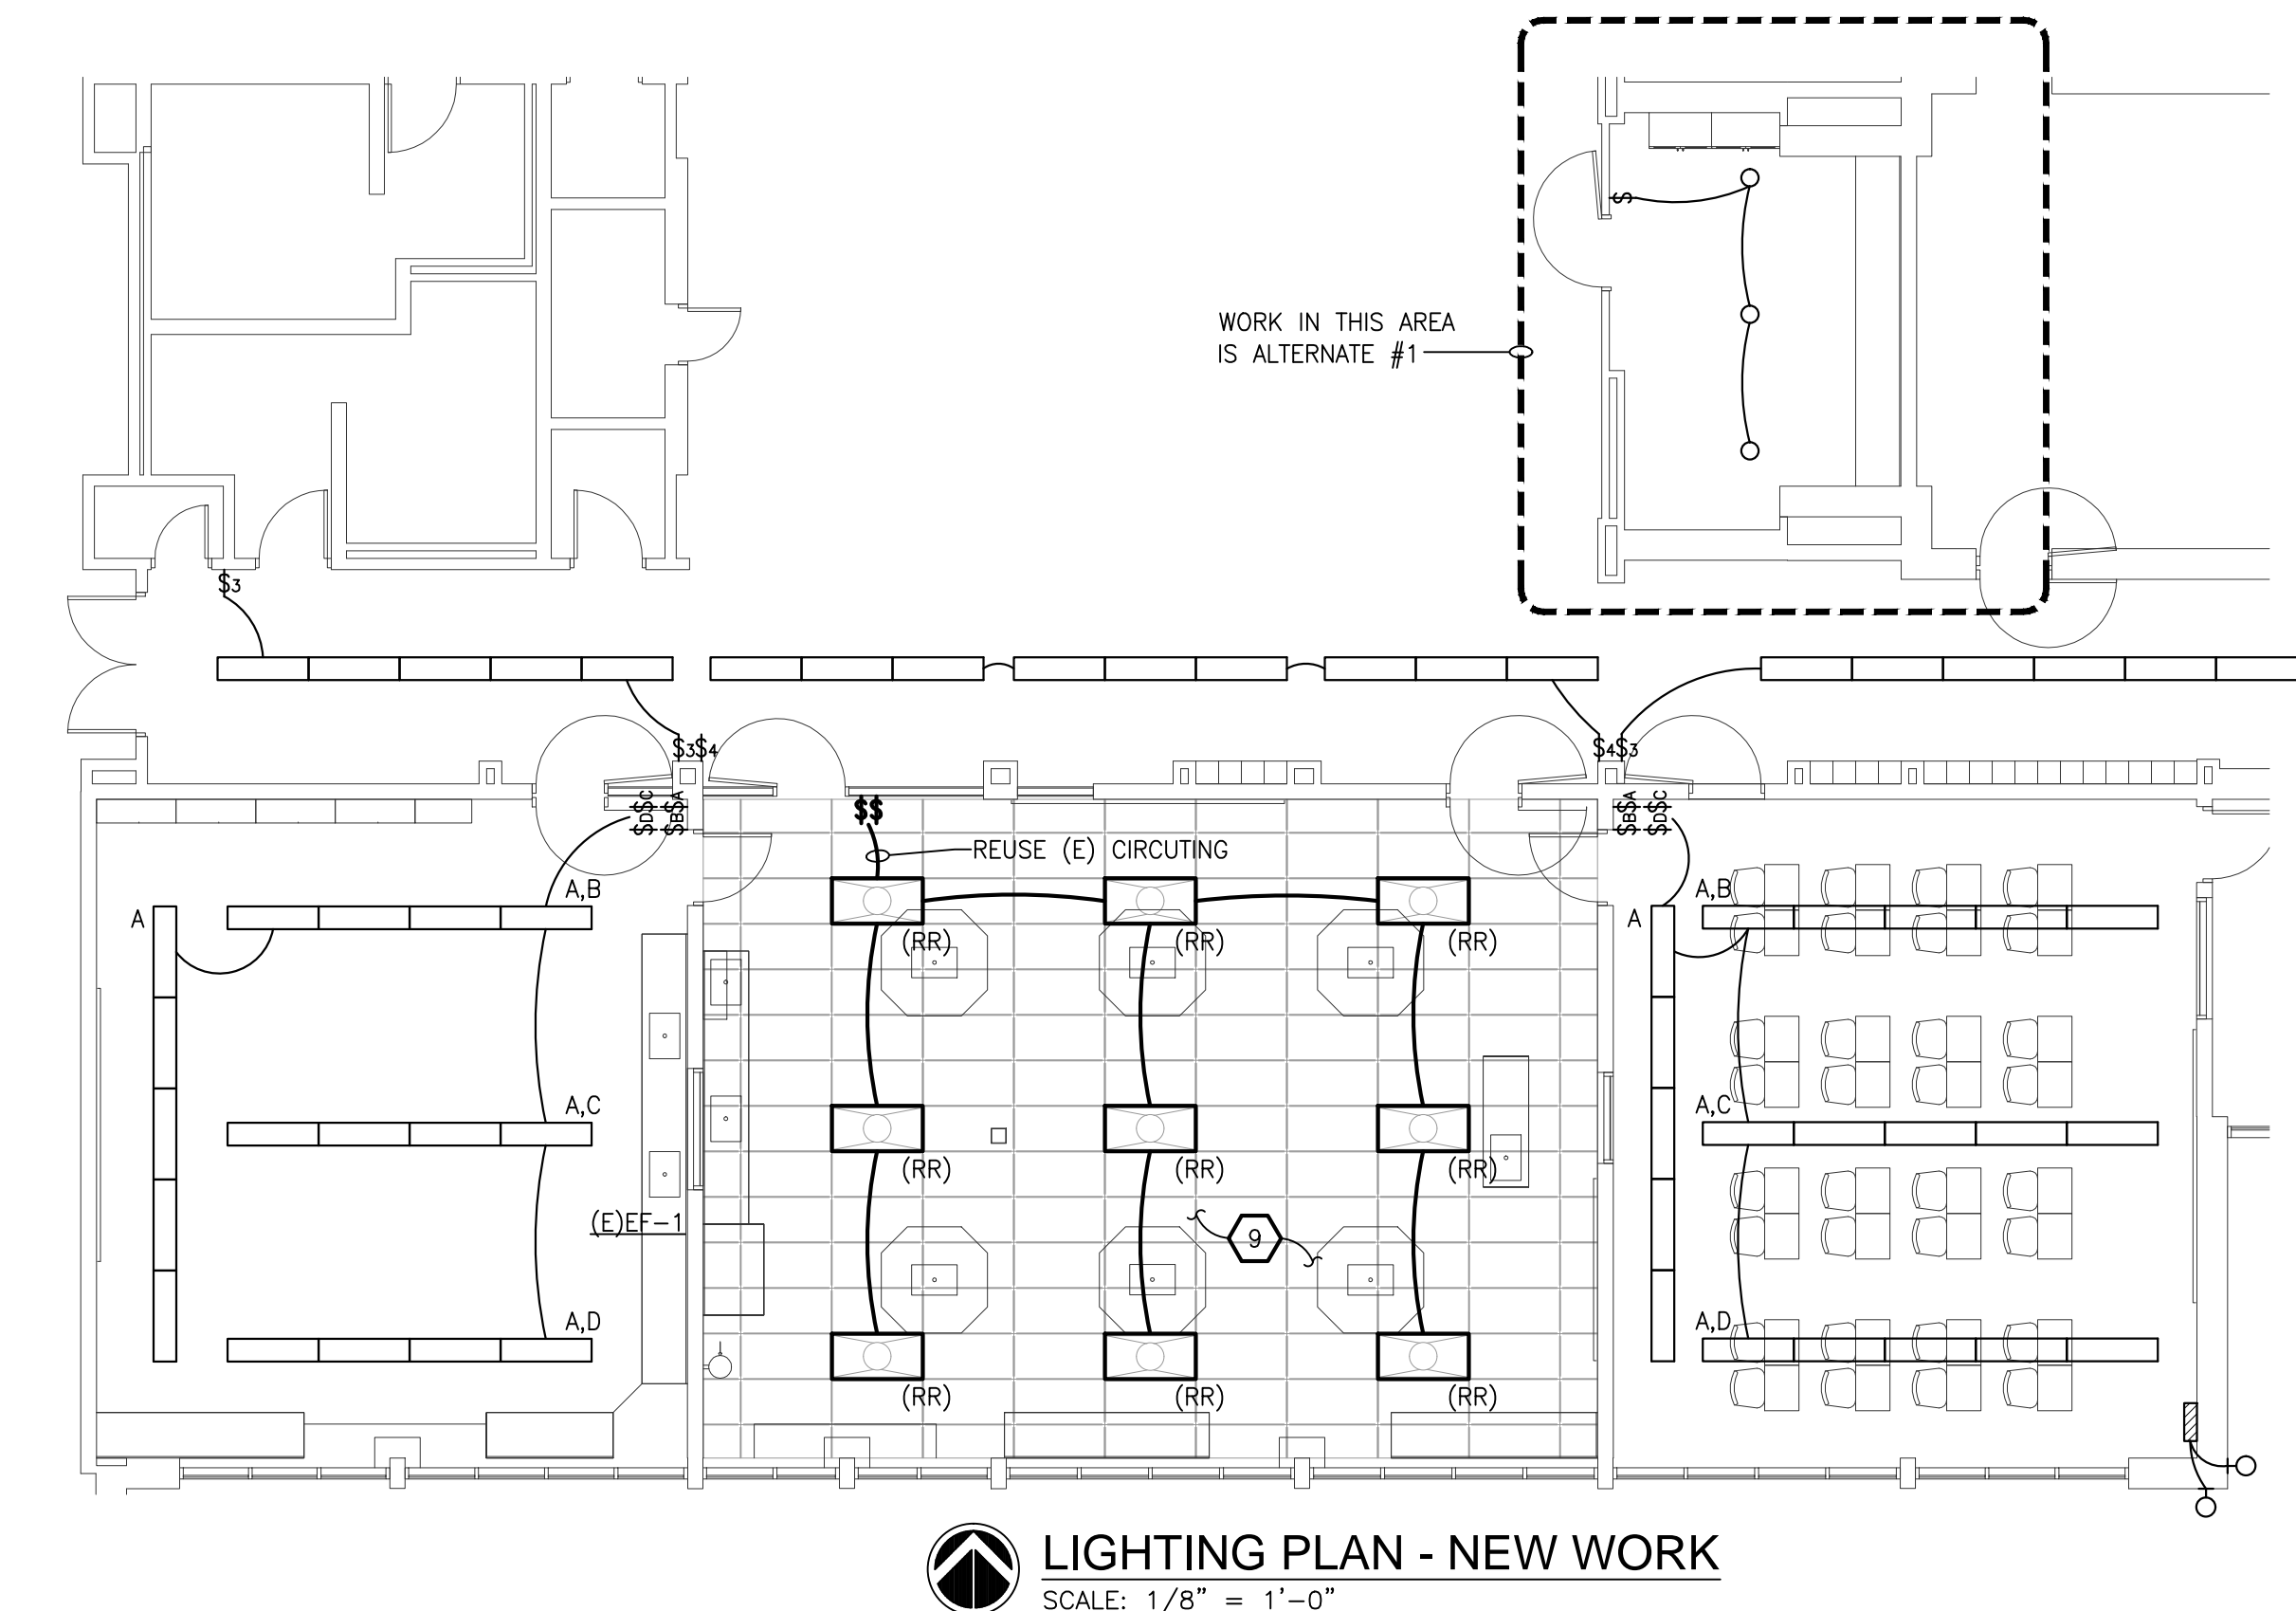 WORK IN THIS AREA
IS ALTERNATE #1
$
$3
$3$4
$4$3
$D$C
$B$A
$$
$B$A
$D$C
REUSE (E) CIRCUTING
A
A,B
A
A,B
(RR)
(RR)
(RR)
A,C
A,C
(RR)
(RR)
(RR)
(E)EF-1
9
A,D
A,D
(RR)
(RR)
(RR)
LIGHTING PLAN - NEW WORK
SCALE: 1/8" = 1'-0"